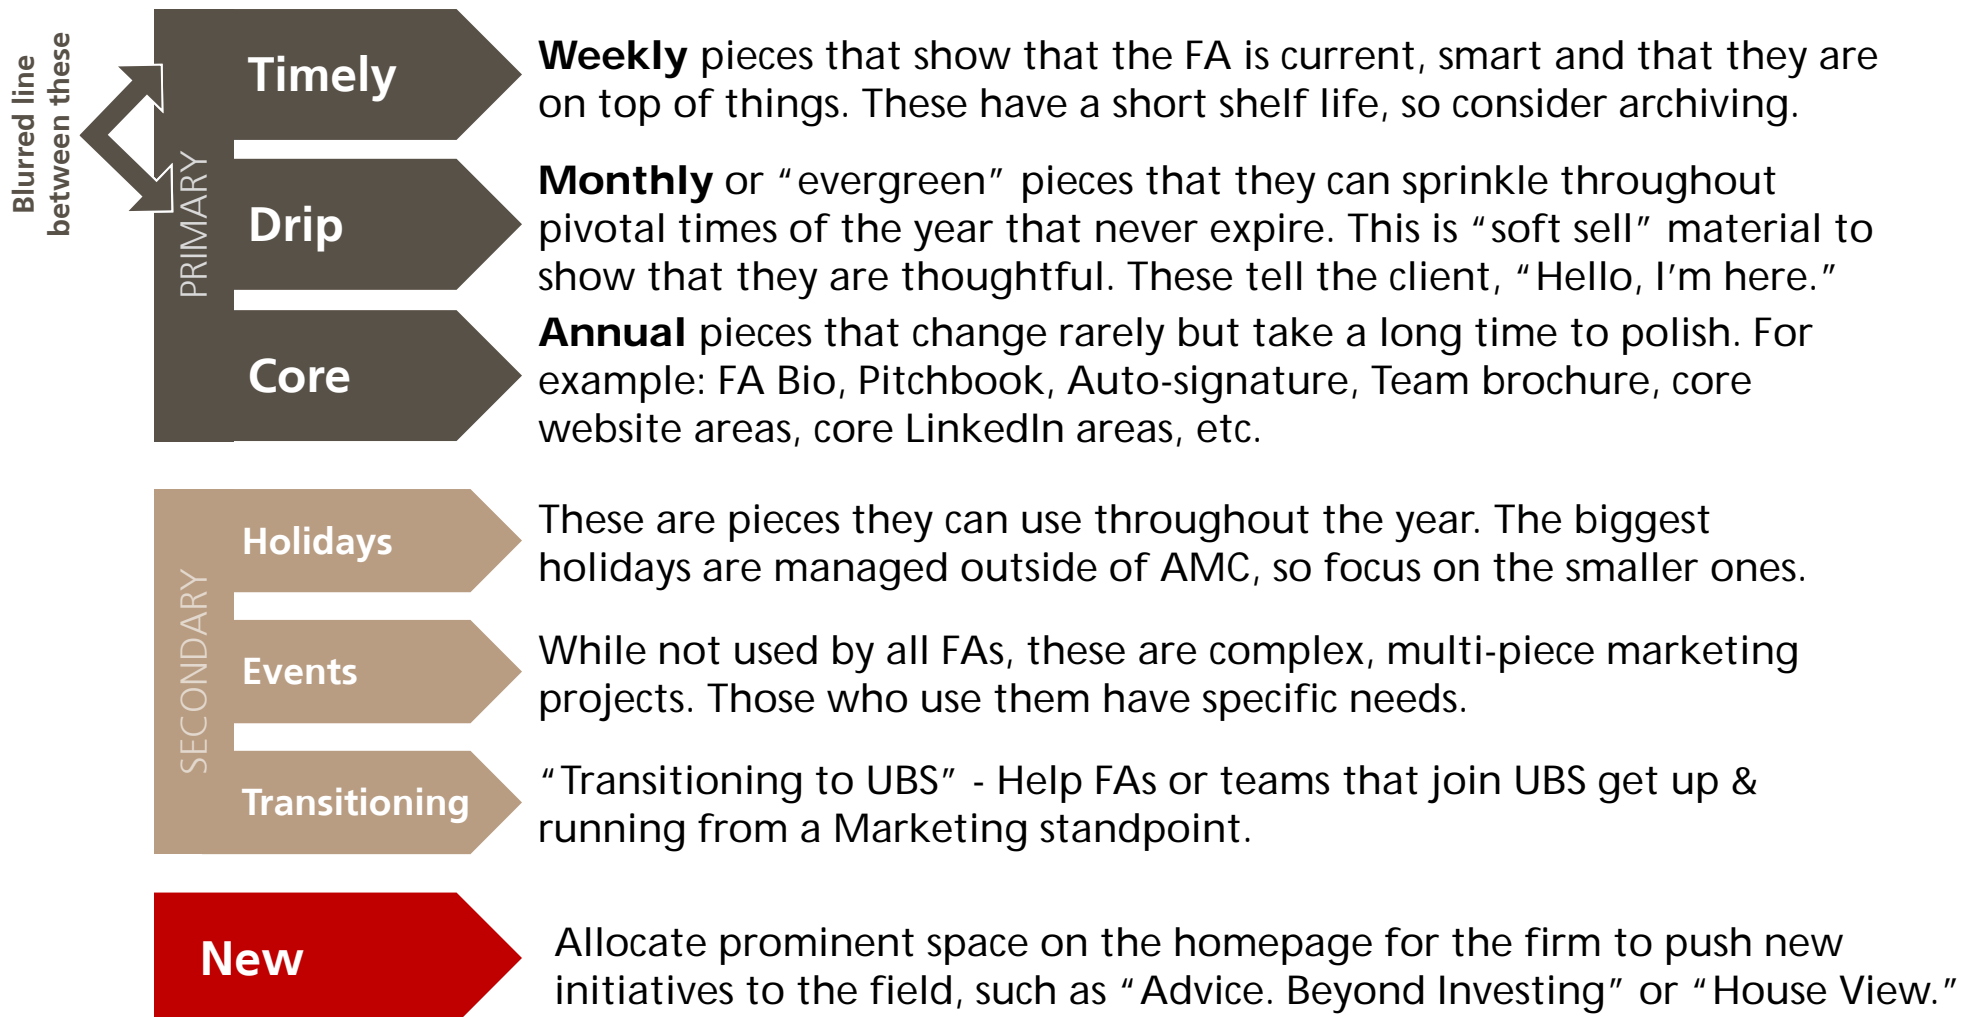 Blurred line
between these
PRIMARY
Timely
Weekly pieces that show that the FA is current, smart and that they are
on top of things. These have a short shelf life, so consider archiving.
Drip
Monthly or “evergreen” pieces that they can sprinkle throughout
pivotal times of the year that never expire. This is “soft sell” material to
show that they are thoughtful. These tell the client, “Hello, I’m here.”
Core
Annual pieces that change rarely but take a long time to polish. For
example: FA Bio, Pitchbook, Auto-signature, Team brochure, core
website areas, core LinkedIn areas, etc.
SECONDARY
Holidays
These are pieces they can use throughout the year. The biggest
holidays are managed outside of AMC, so focus on the smaller ones.
Events
While not used by all FAs, these are complex, multi-piece marketing
projects. Those who use them have specific needs.
Transitioning
“Transitioning to UBS” - Help FAs or teams that join UBS get up &
running from a Marketing standpoint.
New
Allocate prominent space on the homepage for the firm to push new
initiatives to the field, such as “Advice. Beyond Investing” or “House View.”